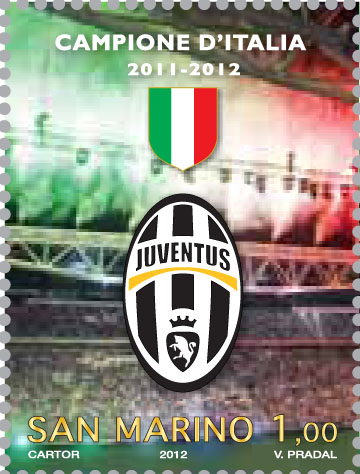 CAMPIONE D'ITALIA
2011-2012
JUVENTUS
SAN MARINO 1,00
CARTOR 2012 V. PRADAL